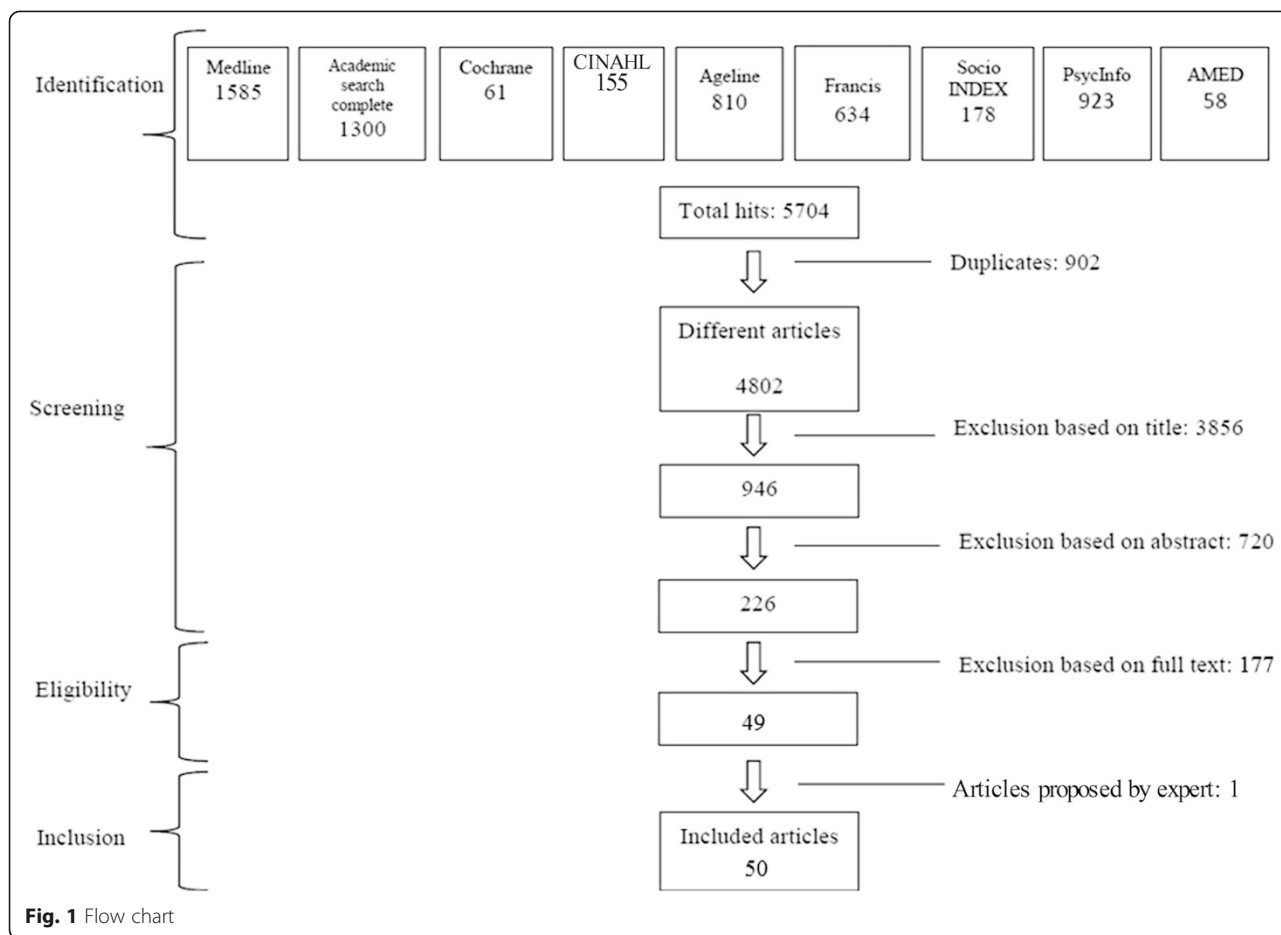 Identification
Medline
1585
Academic
search
complete
1300
Cochrane
61
CINAHL
155
Ageline
810
Francis
634
Socio
INDEX
178
PsycInfo
923
AMED
58
Total hits: 5704
Duplicates: 902
Different articles
4802
Screening
Exclusion based on title: 3856
946
Exclusion based on abstract: 720
226
Exclusion based on full text: 177
Eligibility
49
Articles proposed by expert: 1
Inclusion
Included articles
50
Fig. 1 Flow chart